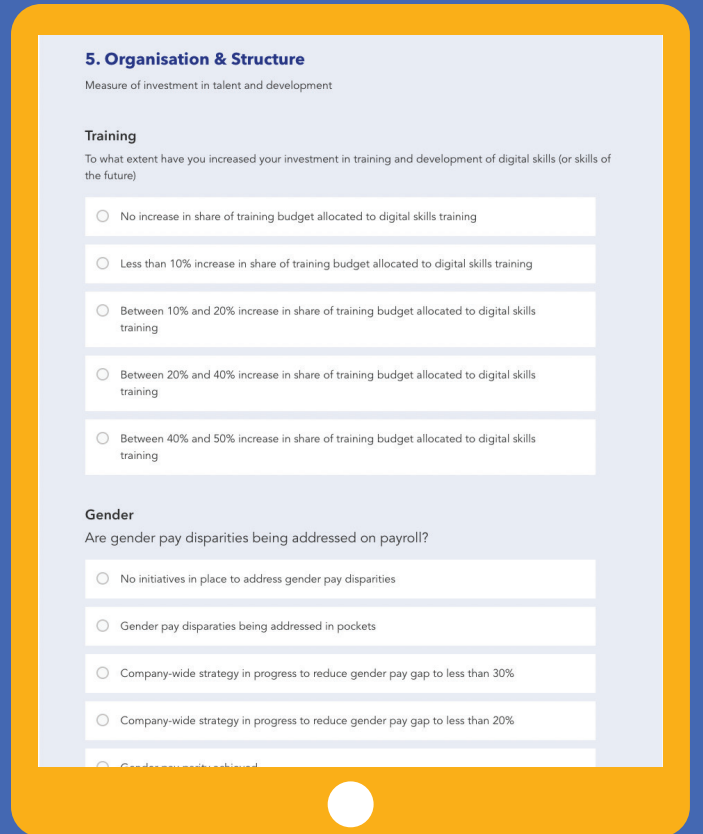 5. Organisation & Structure
Measure of investment in talent and development
Training
To what extent have you increased your investment in training and development of digital skills (or skills of
the future)
No increase in share of training budget allocated to digital skills training
Less than 10% increase in share of training budget allocated to digital skills training
Between 10% and 20% increase in share of training budget allocated to digital skills
training
Between 20% and 40% increase in share of training budget allocated to digital skills
training
Between 40% and 50% increase in share of training budget allocated to digital skills
training
Gender
Are gender pay disparities being addressed on payroll?
No initiatives in place to address gender pay disparities
Gender pay disparaties being addressed in pockets
Company-wide strategy in progress to reduce gender pay gap to less than 30%
Company-wide strategy in progress to reduce gender pay gap to less than 20%
Gender pay parity achieved